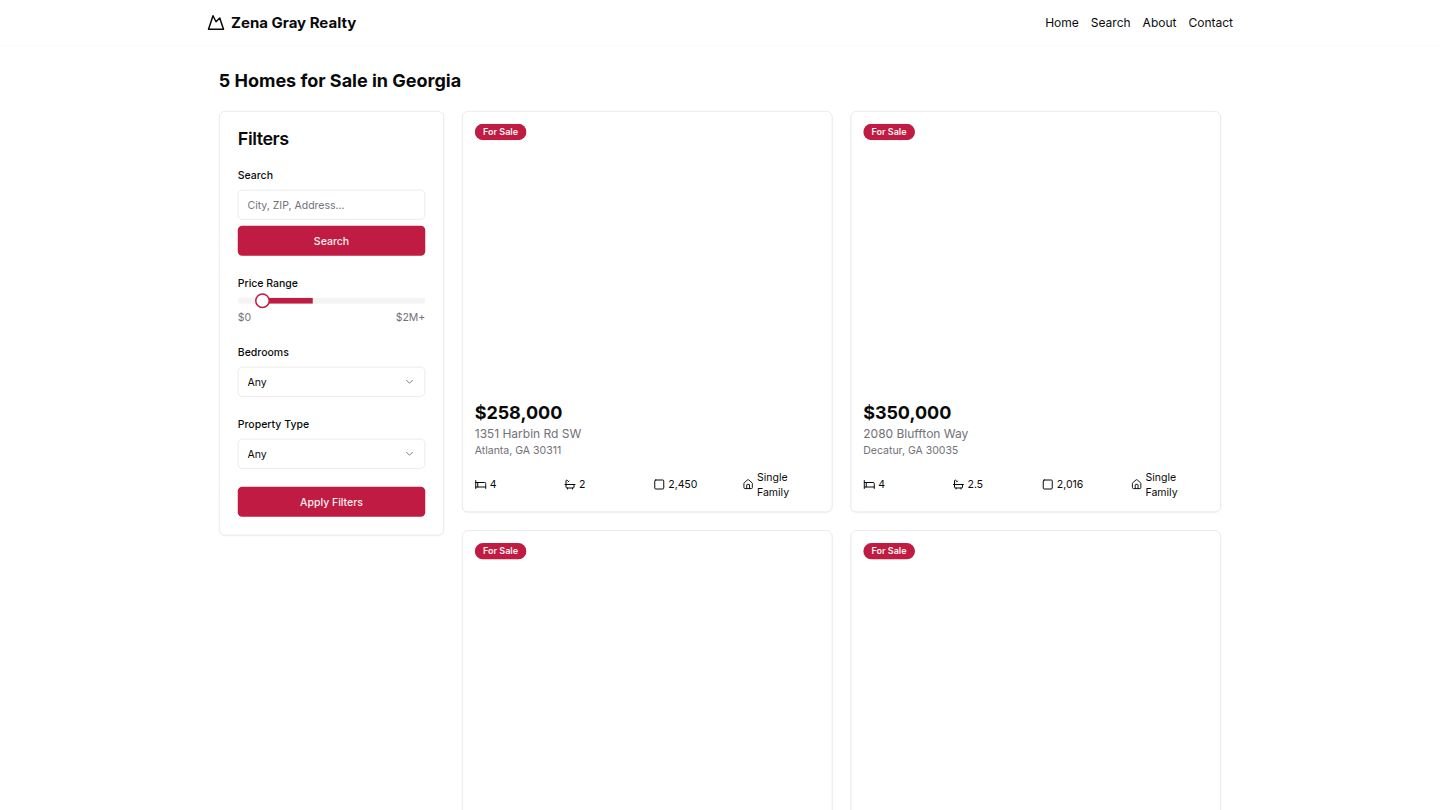 Zena Gray Realty
Home Search About Contact
5 Homes for Sale in Georgia
Filters
Search
City, ZIP, Address...
Search
Price Range
$0 $2M+
Bedrooms
Any
Property Type
Any
Apply Filters
For Sale
$258,000
1351 Harbin Rd SW
Atlanta, GA 30311
4 2 2,450 Single
Family
For Sale
$350,000
2080 Bluffton Way
Decatur, GA 30035
4 2.5 2,016 Single
Family
For Sale
For Sale